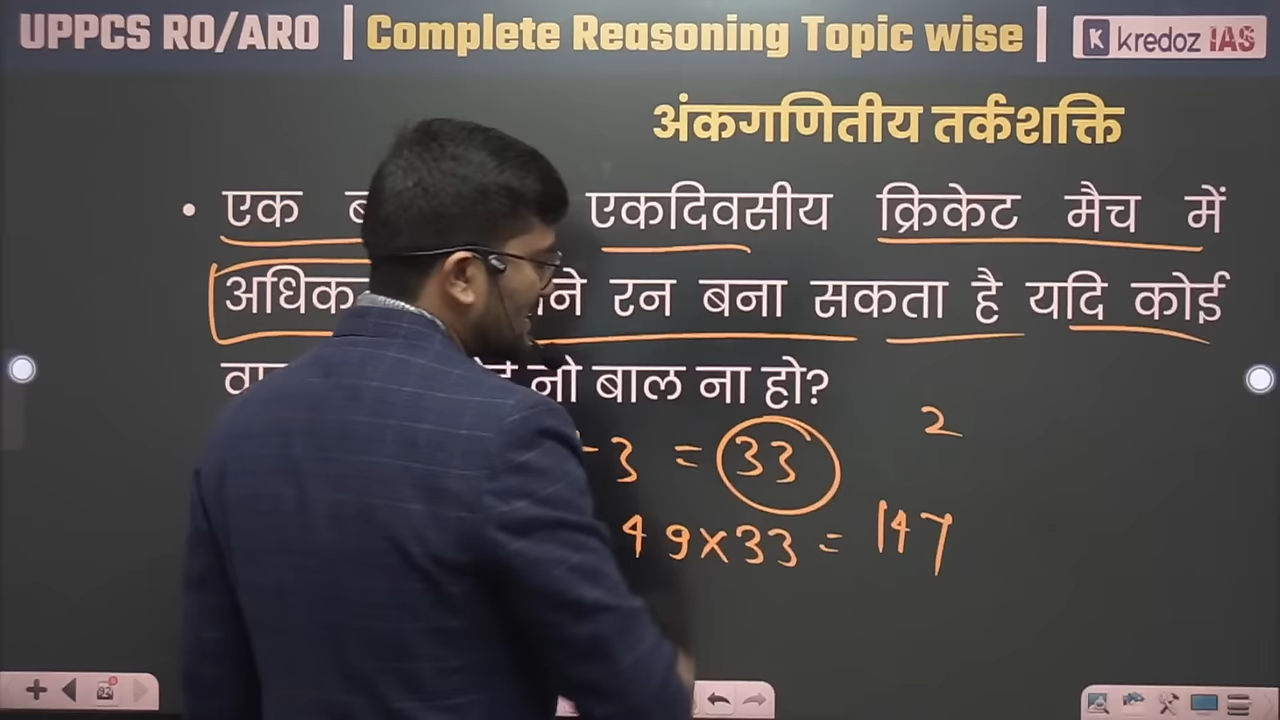 UPPCS RO/ARO | Complete Reasoning Topic wise | K kredoz IAS
अंकगणितीय तर्कशक्ति
• एक एकदिवसीय क्रिकेट मैच में
रन बना सकता है यदि कोई
नो बाल ना हो?
2
3 = 33
49×33 = 147
92